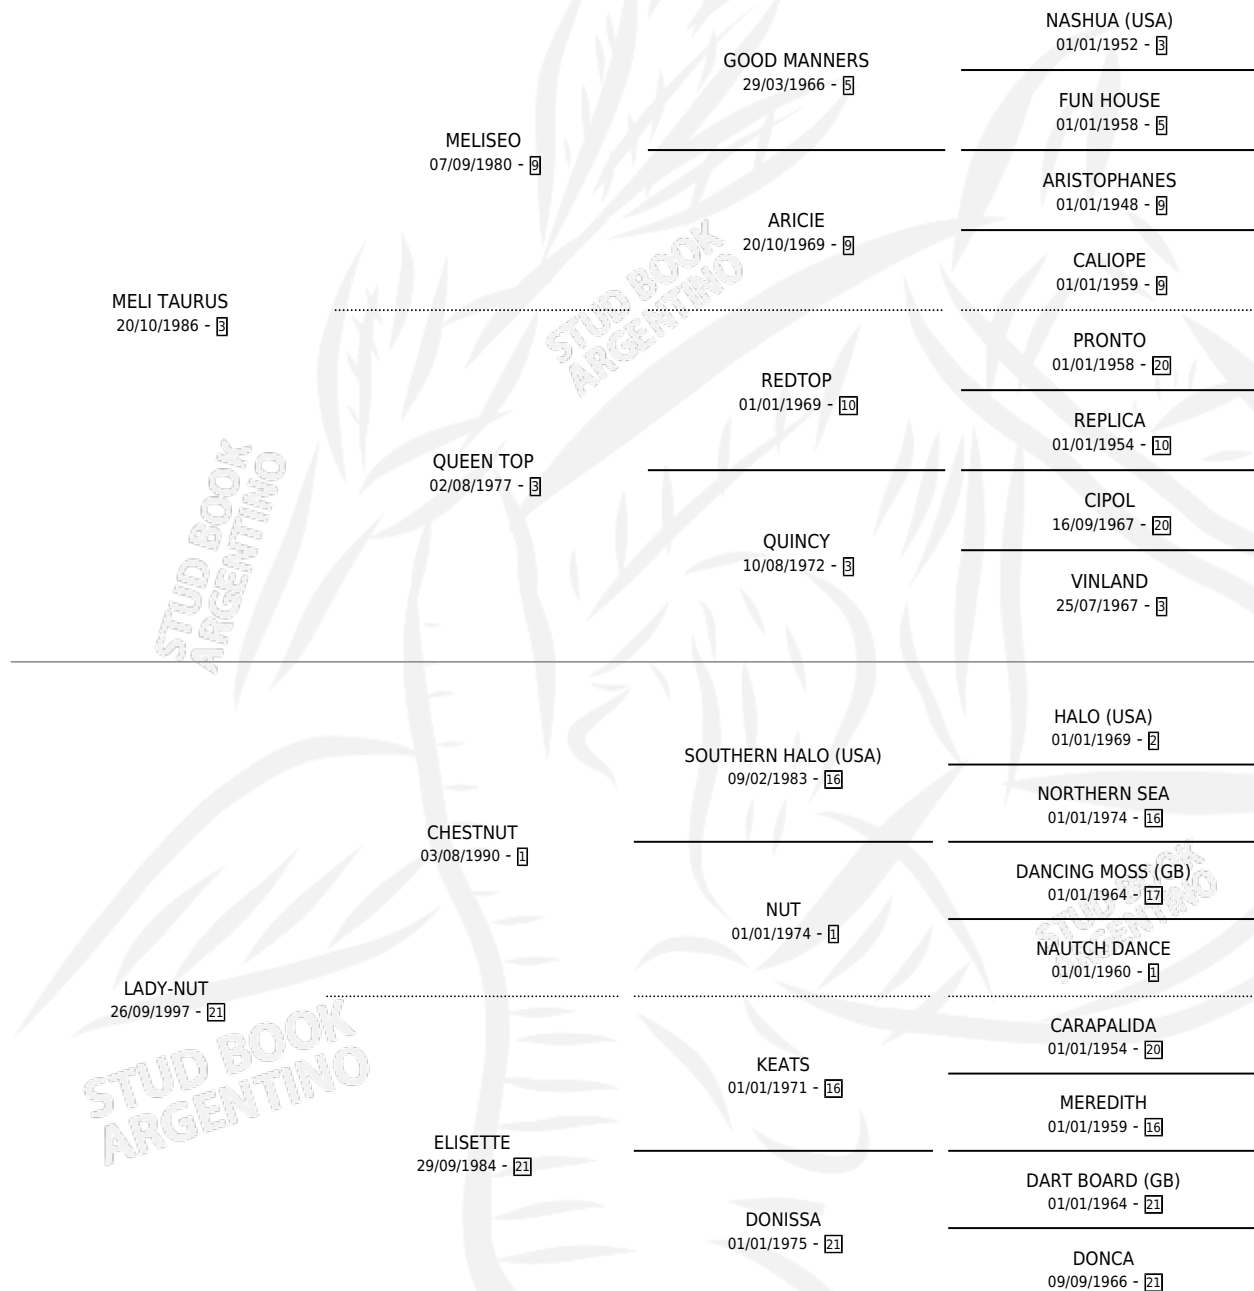 NASHUA (USA)
01/01/1952 - 3
GOOD MANNERS
29/03/1966 - 5
FUN HOUSE
01/01/1958 - 5
MELISEO
07/09/1980 - 9
ARISTOPHANES
01/01/1948 - 9
ARICIE
20/10/1969 - 9
CALIOPE
01/01/1959 - 9
MELI TAURUS
20/10/1986 - 3
PRONTO
01/01/1958 - 20
REDTOP
01/01/1969 - 10
REPLICA
01/01/1954 - 10
QUEEN TOP
02/08/1977 - 3
CIPOL
16/09/1967 - 20
QUINCY
10/08/1972 - 3
VINLAND
25/07/1967 - 3
HALO (USA)
01/01/1969 - 2
SOUTHERN HALO (USA)
09/02/1983 - 16
NORTHERN SEA
01/01/1974 - 16
CHESTNUT
03/08/1990 - 1
DANCING MOSS (GB)
01/01/1964 - 17
NUT
01/01/1974 - 1
NAUTCH DANCE
01/01/1960 - 1
LADY-NUT
26/09/1997 - 21
CARAPALIDA
01/01/1954 - 20
KEATS
01/01/1971 - 16
MEREDITH
01/01/1959 - 16
ELISETTE
29/09/1984 - 21
DART BOARD (GB)
01/01/1964 - 21
DONISSA
01/01/1975 - 21
DONCA
09/09/1966 - 21
STUD BOOK
ARGENTINO
STUD BOOK
ARGENTINO
STUD BOOK
ARGENTINO
STUD BOOK
ARGENTINO